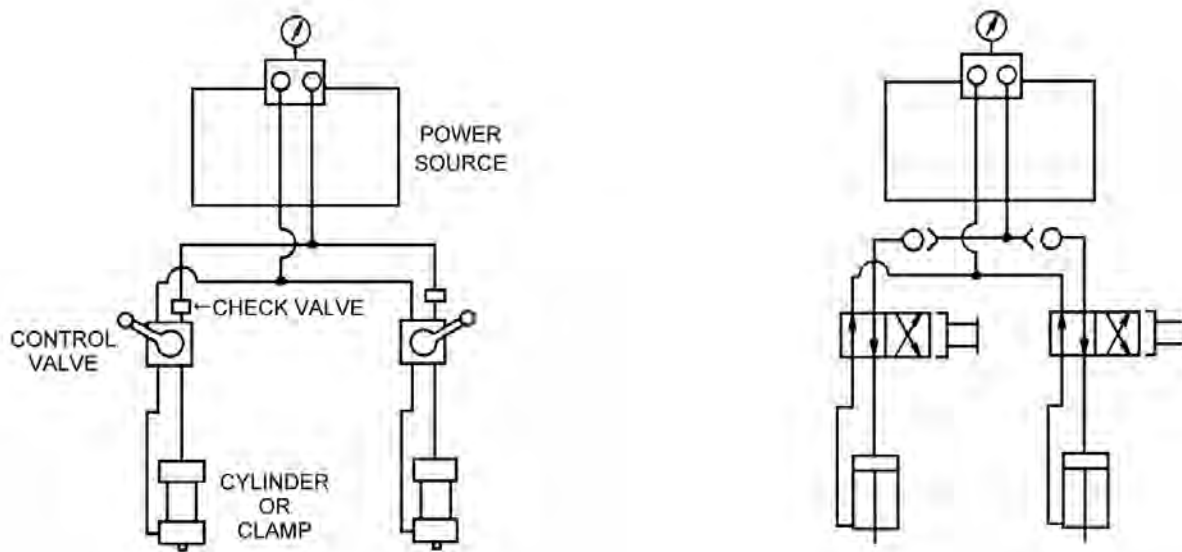 POWER
SOURCE
←CHECK VALVE
CONTROL
VALVE
CYLINDER
OR
CLAMP